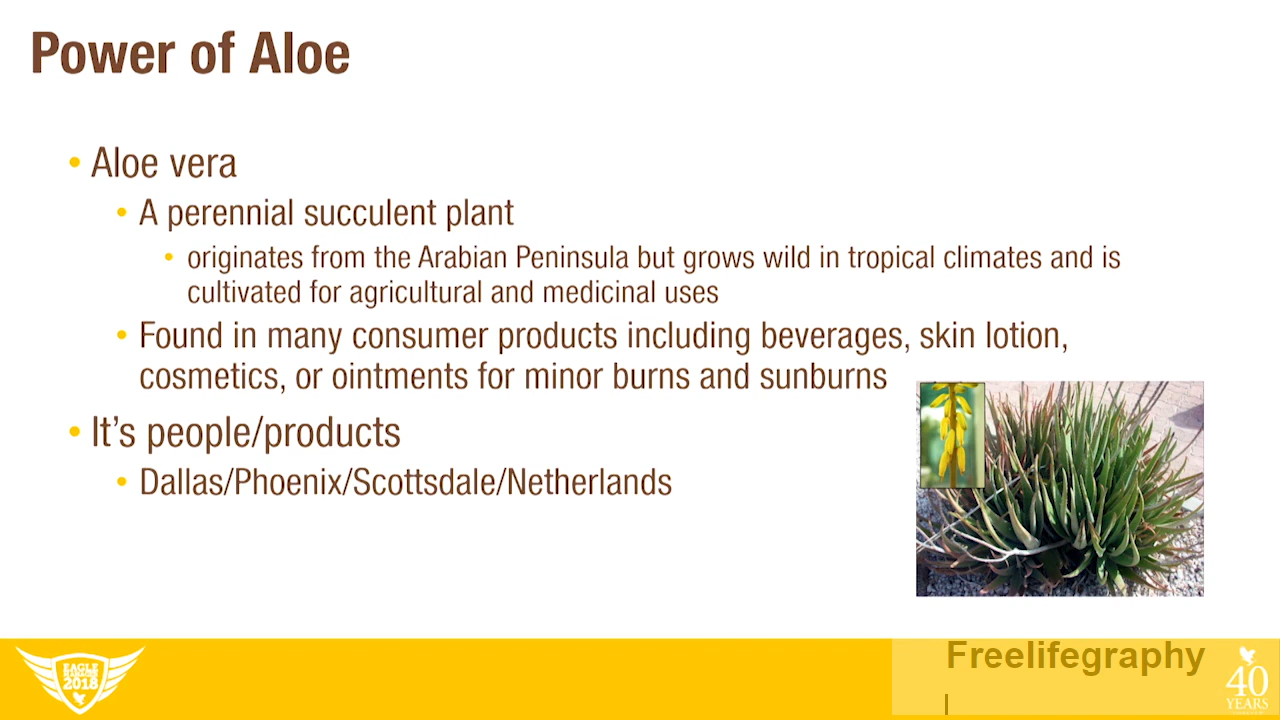 Power of Aloe
• Aloe vera
• A perennial succulent plant
• originates from the Arabian Peninsula but grows wild in tropical climates and is
cultivated for agricultural and medicinal uses
• Found in many consumer products including beverages, skin lotion,
cosmetics, or ointments for minor burns and sunburns
• It's people/products
• Dallas/Phoenix/Scottsdale/Netherlands
EAGLE
2018
Freelifegraphy
40
YEARS